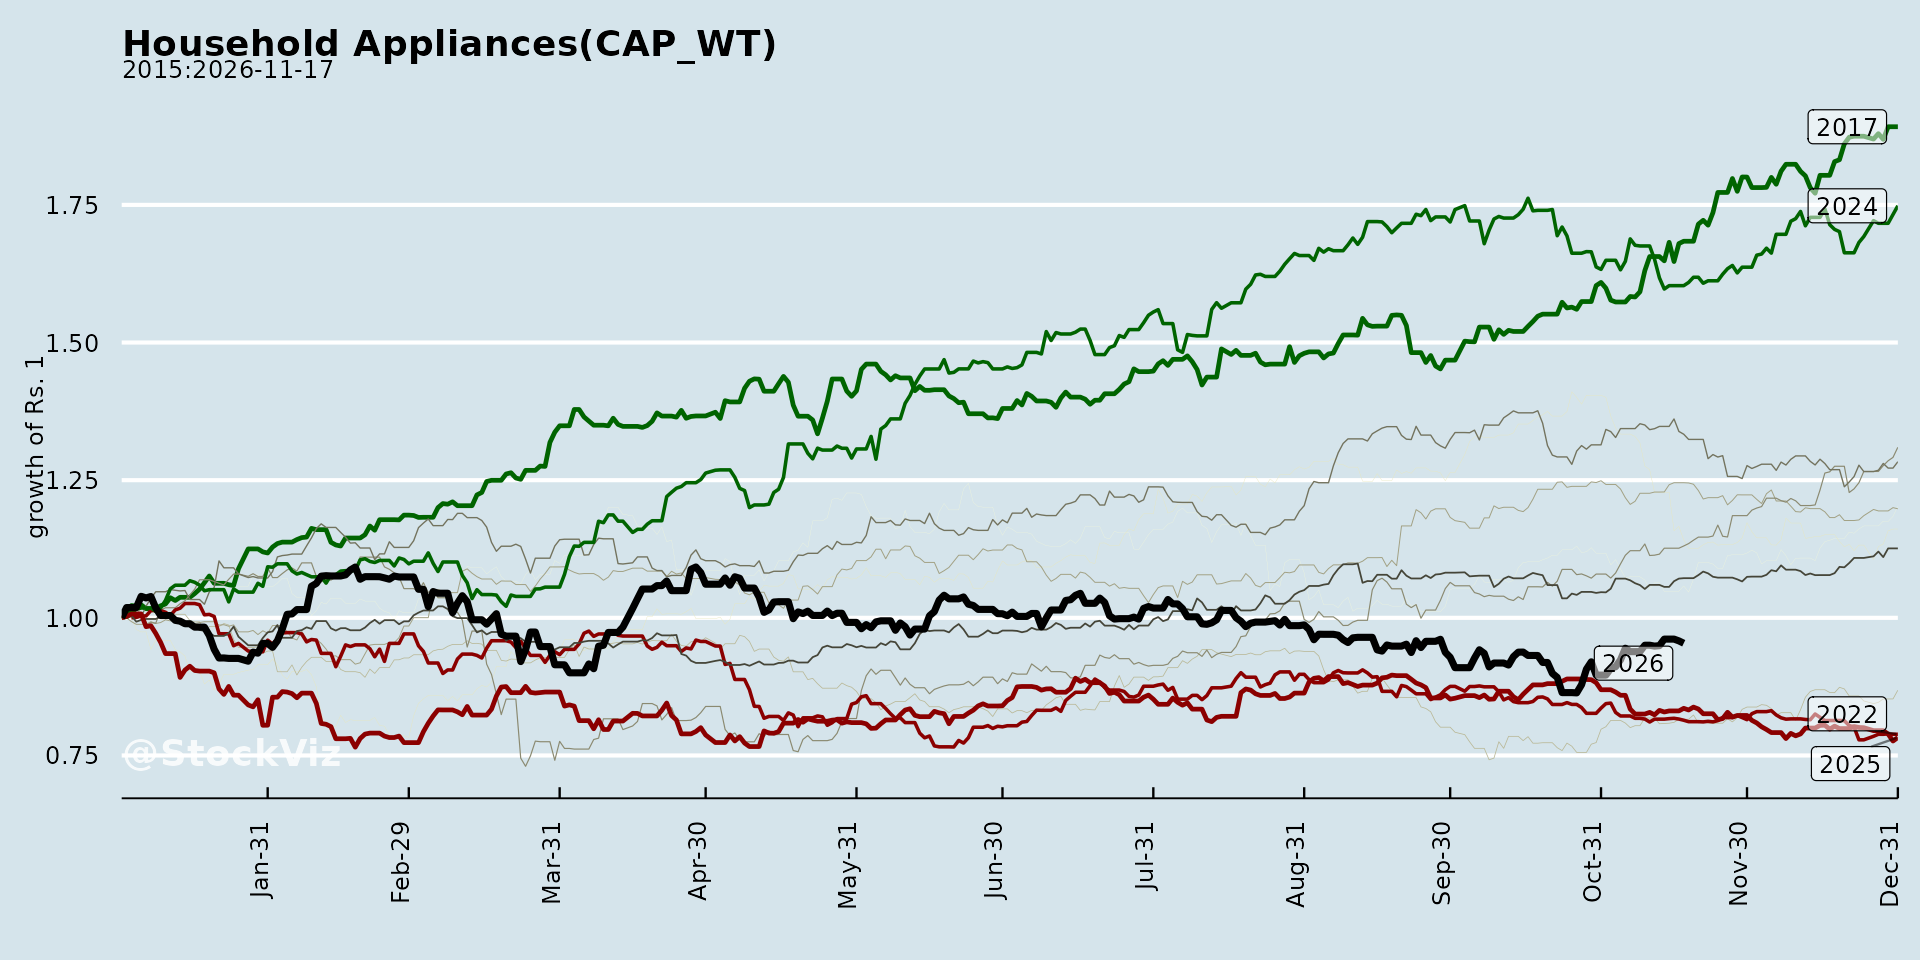 Household Appliances(CAP_WT)
2015:2026-11-17
growth of Rs. 1
1.75
1.50
1.25
1.00
0.75
2017
2024
2026
2022
2025
@StockViz
Jan-31
Feb-29
Mar-31
Apr-30
May-31
Jun-30
Jul-31
Aug-31
Sep-30
Oct-31
Nov-30
Dec-31